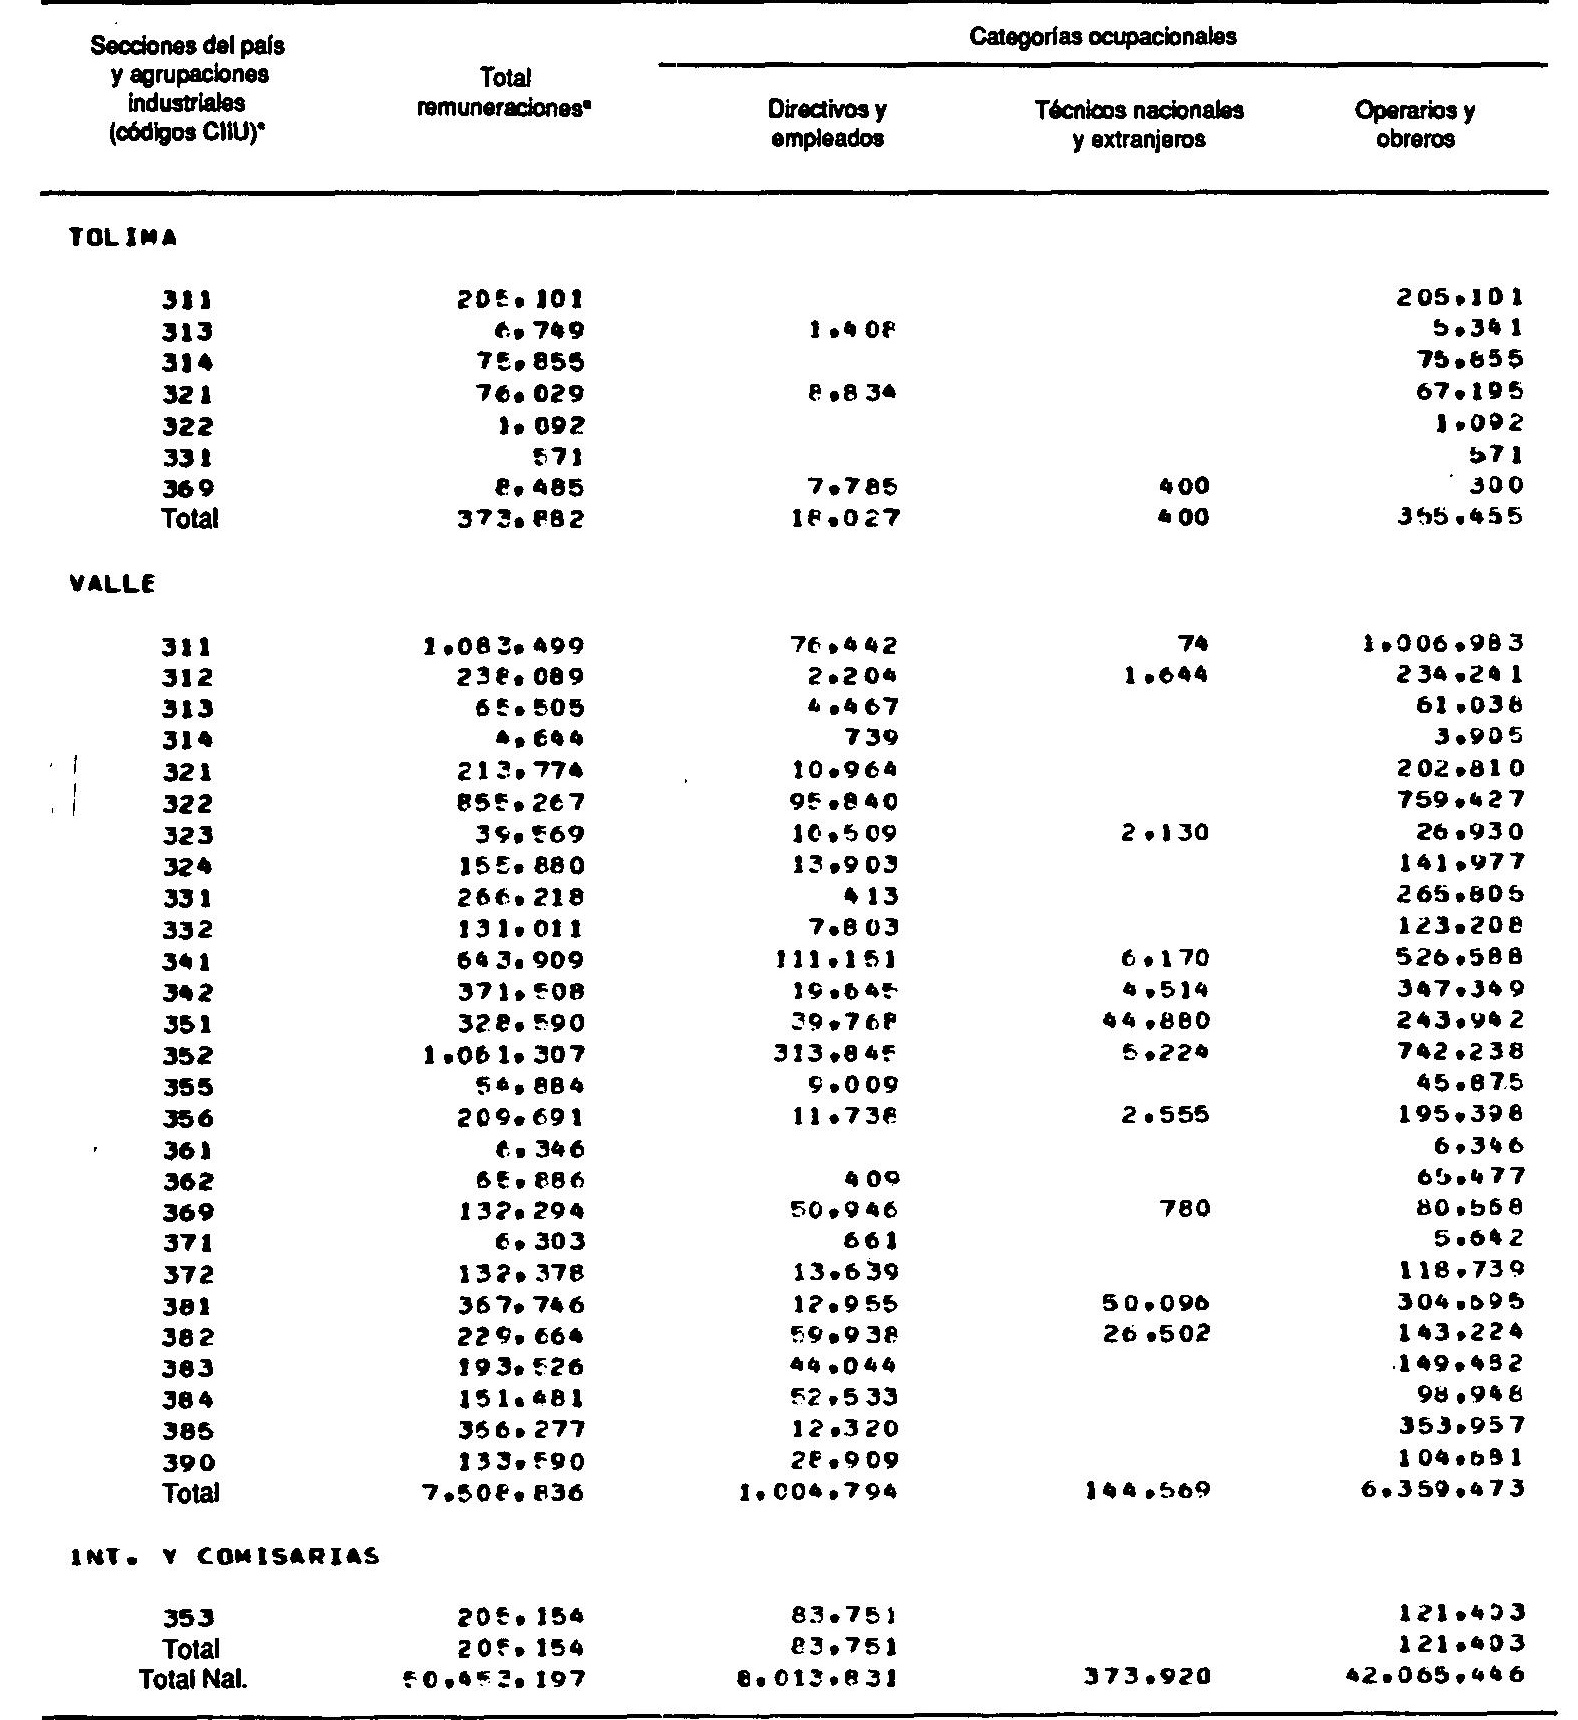 Secciones del país
y agrupaciones
industriales
(códigos CIIU)*
Total
remuneraciones*
Categorías ocupacionales
Directivos y
empleados
Técnicos nacionales
y extranjeros
Operarios y
obreros
TOLIMA
311 205.101 205.101
313 6.749 1.408 5.341
314 75.855 75.855
321 76.029 8.834 67.195
322 1.092 1.092
331 571 571
369 8.485 7.785 400 300
Total 373.882 18.027 400 355.455
VALLE
311 1.083.499 76.442 74 1.006.983
312 238.089 2.204 1.644 234.241
313 65.505 4.467 61.038
314 4.644 739 3.905
321 213.774 10.964 202.810
322 855.267 95.840 759.427
323 39.569 10.509 2.130 26.930
324 155.880 13.903 141.977
331 266.218 413 265.805
332 131.011 7.803 123.208
341 643.909 111.151 6.170 526.588
342 371.508 19.645 4.514 347.349
351 328.590 39.768 44.880 243.942
352 1.061.307 313.845 5.224 742.238
355 54.884 9.009 45.875
356 209.691 11.738 2.555 195.398
361 6.346 6.346
362 65.886 409 65.477
369 132.294 50.946 780 80.568
371 6.303 661 5.642
372 132.378 13.639 118.739
381 367.746 12.955 50.096 304.695
382 229.664 59.938 26.502 143.224
383 193.526 44.044 149.482
384 151.481 52.533 98.948
385 366.277 12.320 353.957
390 133.590 28.909 104.681
Total 7.508.836 1.004.794 144.569 6.359.473
INT. Y COMISARIAS
353 205.154 83.751 121.403
Total 205.154 83.751 121.403
Total Nal. 50.453.197 8.013.831 373.920 42.065.446